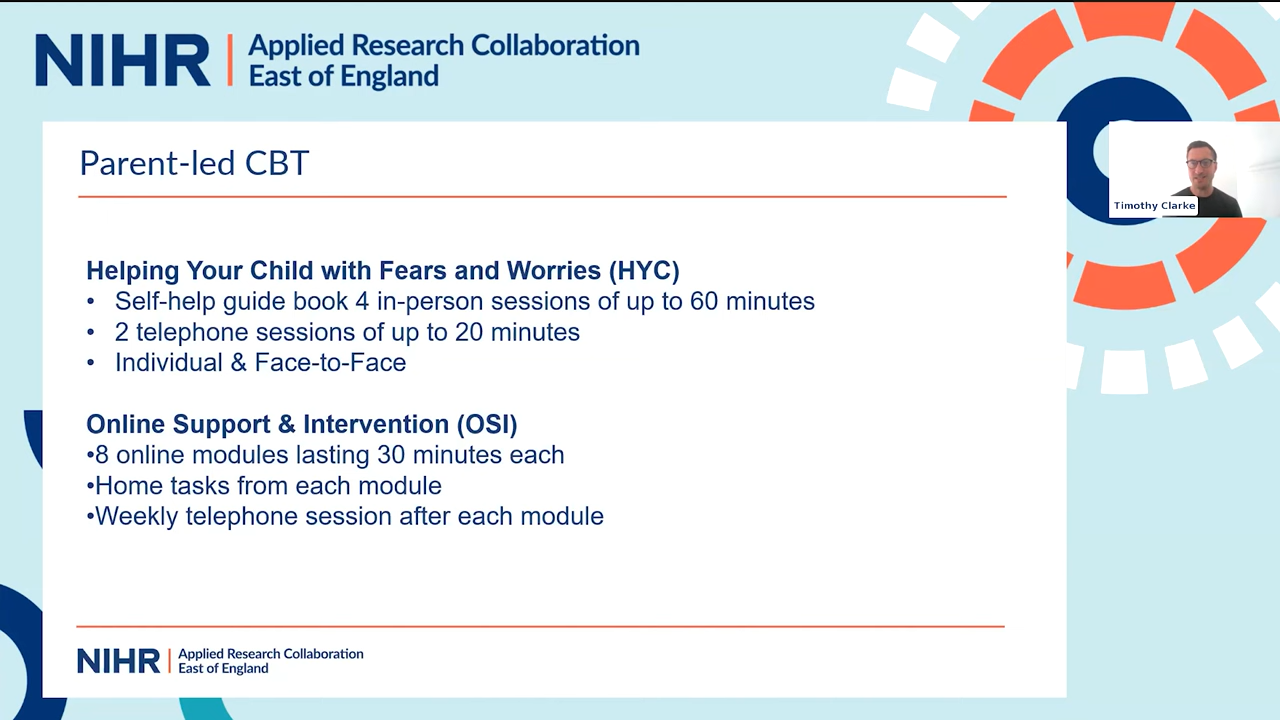 NIHR | Applied Research Collaboration
East of England
Parent-led CBT
Timothy Clarke
Helping Your Child with Fears and Worries (HYC)
• Self-help guide book 4 in-person sessions of up to 60 minutes
• 2 telephone sessions of up to 20 minutes
• Individual & Face-to-Face
Online Support & Intervention (OSI)
•8 online modules lasting 30 minutes each
•Home tasks from each module
•Weekly telephone session after each module
NIHR | Applied Research Collaboration
East of England